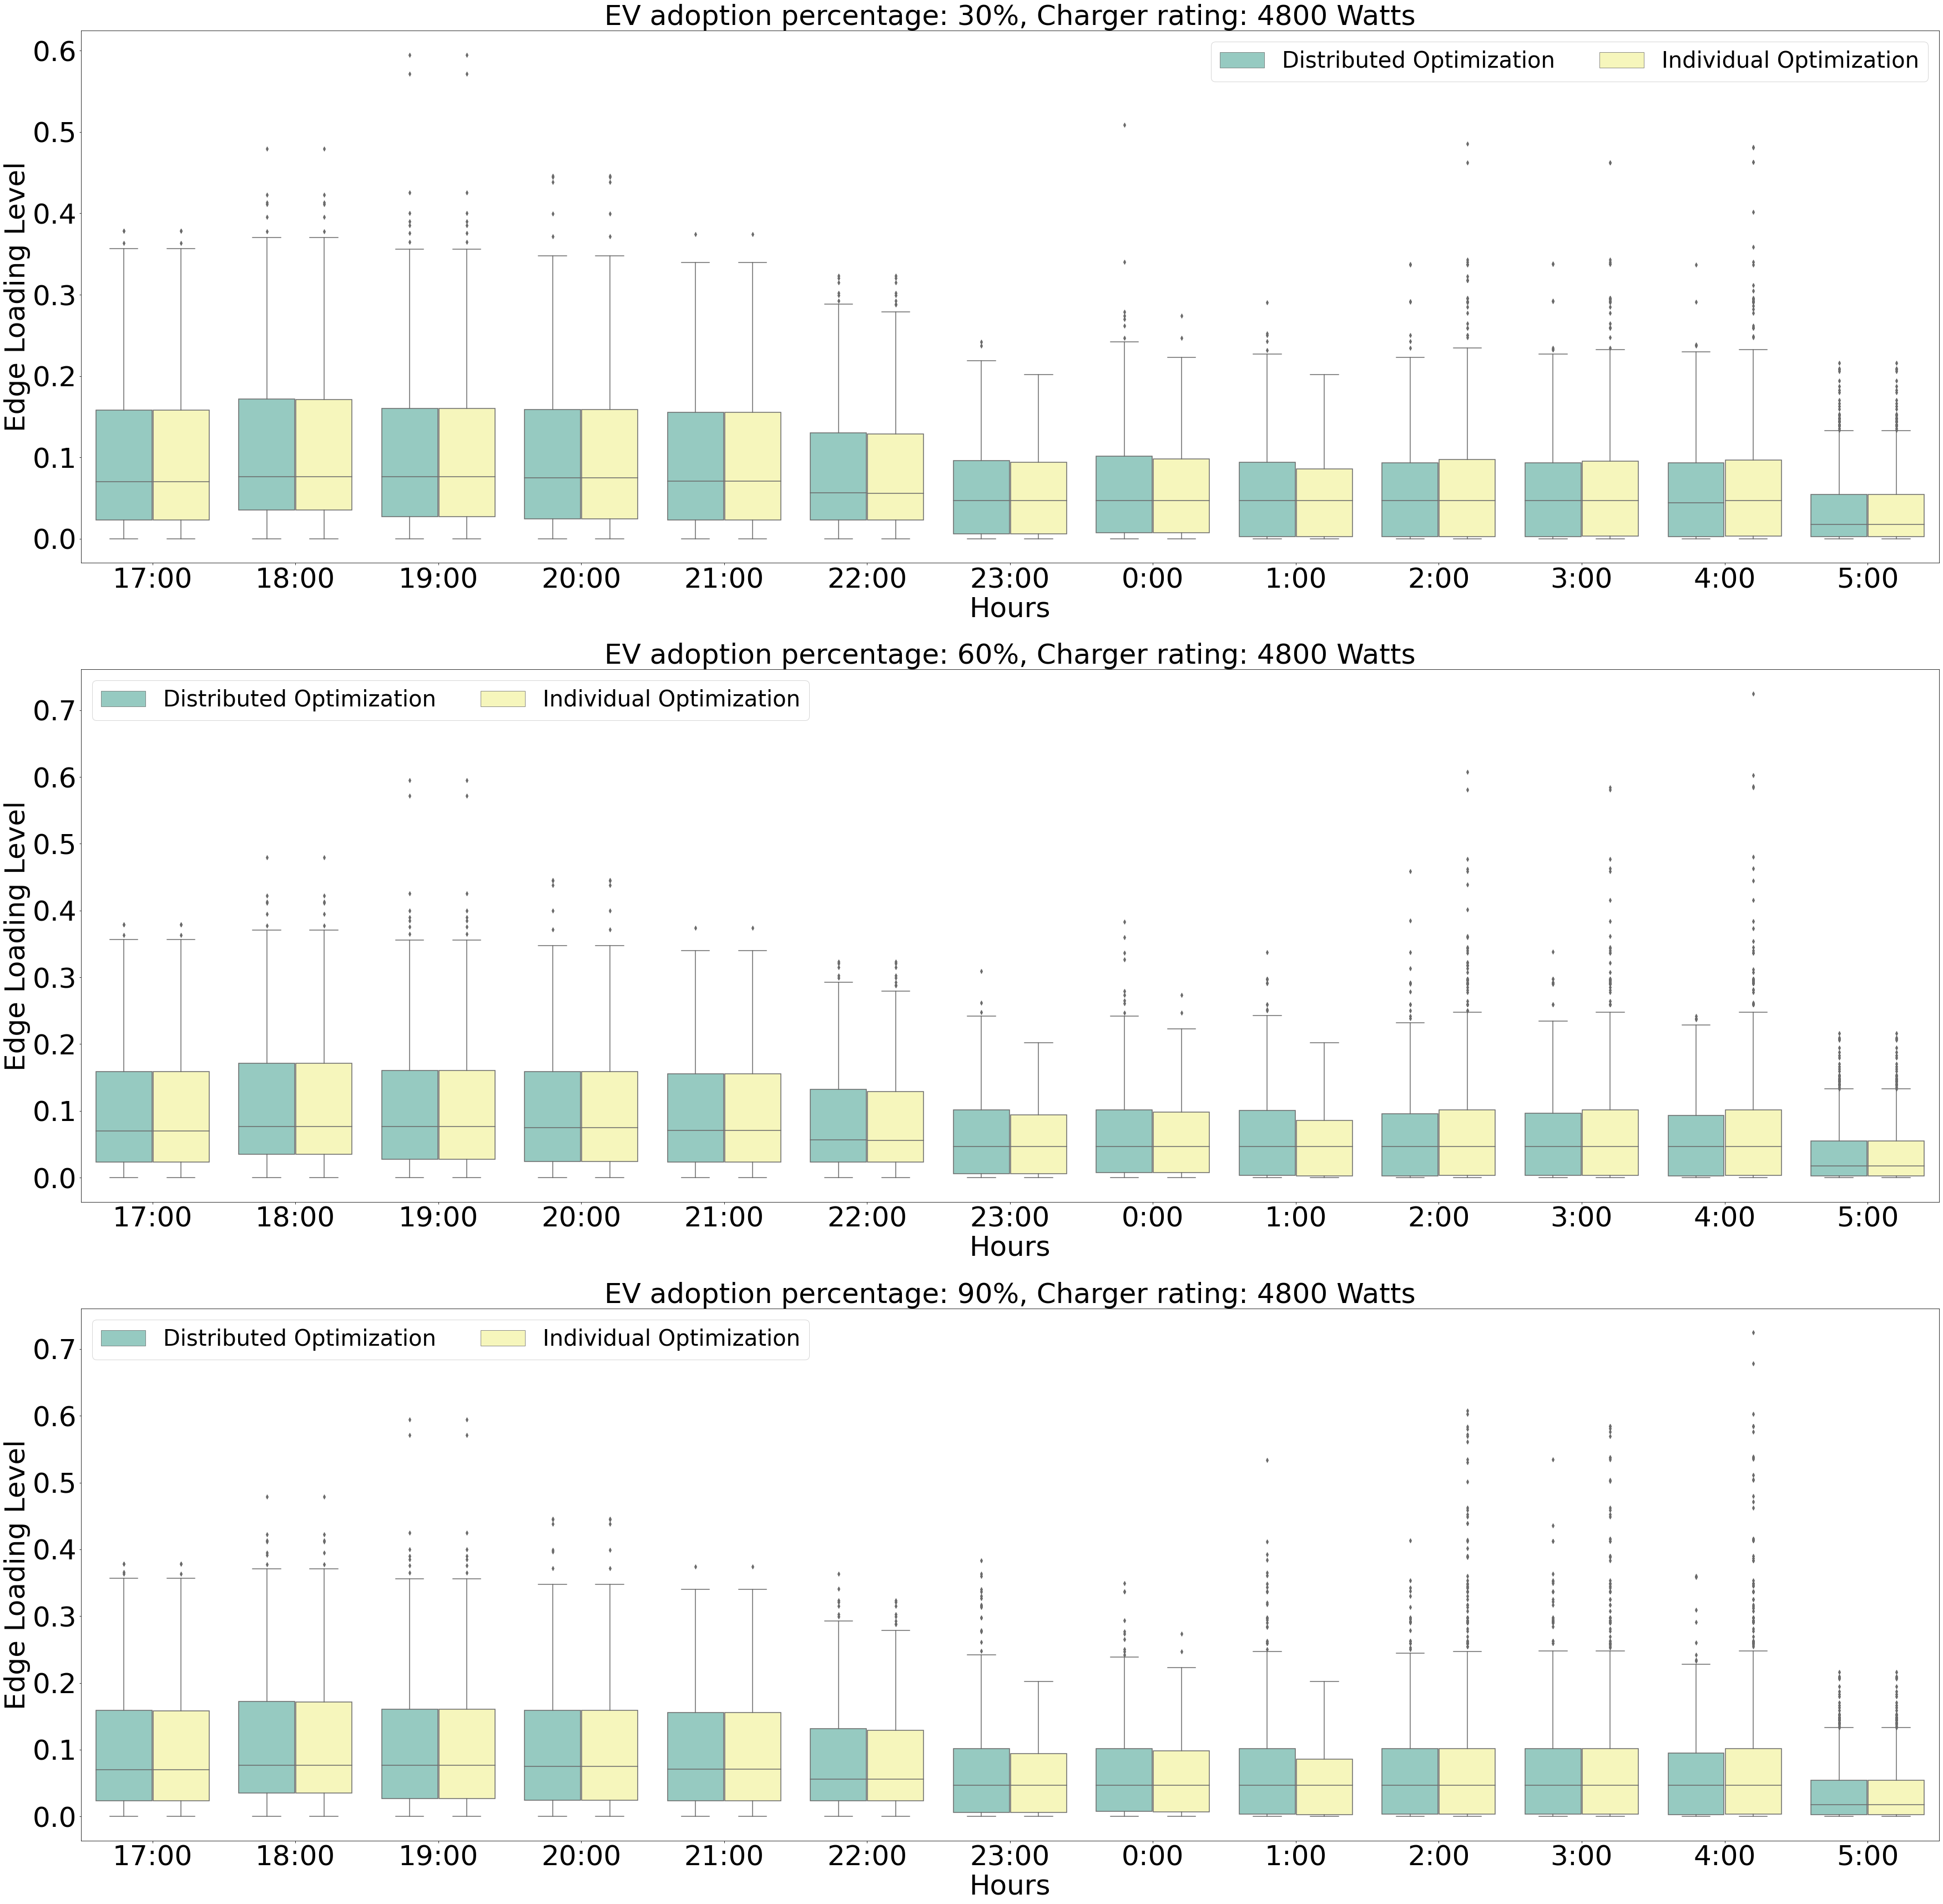 EV adoption percentage: 30%, Charger rating: 4800 Watts
Distributed Optimization Individual Optimization
Edge Loading Level
0.6
0.5
0.4
0.3
0.2
0.1
0.0
17:00 18:00 19:00 20:00 21:00 22:00 23:00 0:00 1:00 2:00 3:00 4:00 5:00
Hours
EV adoption percentage: 60%, Charger rating: 4800 Watts
Distributed Optimization Individual Optimization
Edge Loading Level
0.7
0.6
0.5
0.4
0.3
0.2
0.1
0.0
17:00 18:00 19:00 20:00 21:00 22:00 23:00 0:00 1:00 2:00 3:00 4:00 5:00
Hours
EV adoption percentage: 90%, Charger rating: 4800 Watts
Distributed Optimization Individual Optimization
Edge Loading Level
0.7
0.6
0.5
0.4
0.3
0.2
0.1
0.0
17:00 18:00 19:00 20:00 21:00 22:00 23:00 0:00 1:00 2:00 3:00 4:00 5:00
Hours